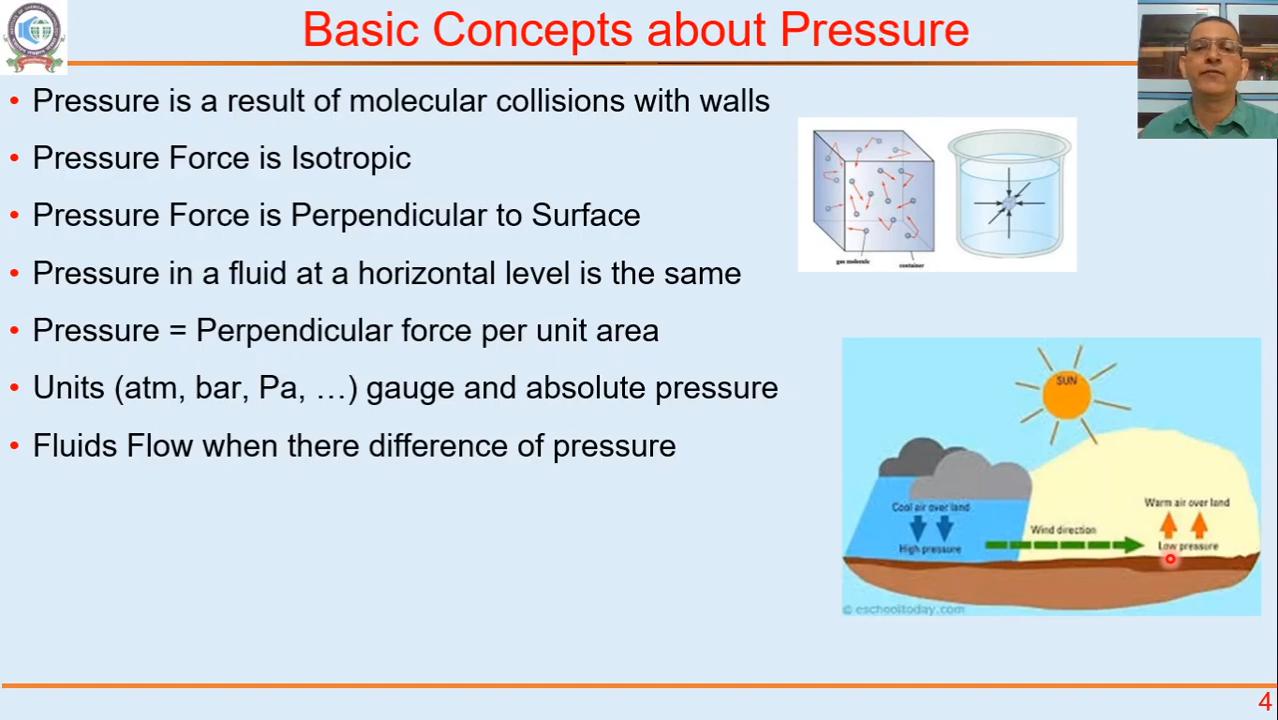 Basic Concepts about Pressure
• Pressure is a result of molecular collisions with walls
• Pressure Force is Isotropic
• Pressure Force is Perpendicular to Surface
• Pressure in a fluid at a horizontal level is the same
• Pressure = Perpendicular force per unit area
• Units (atm, bar, Pa, …) gauge and absolute pressure
• Fluids Flow when there difference of pressure
gas molecule
container
SUN
Cool air over land
High pressure
Wind direction
Warm air over land
Low pressure
© eschooltoday.com
4